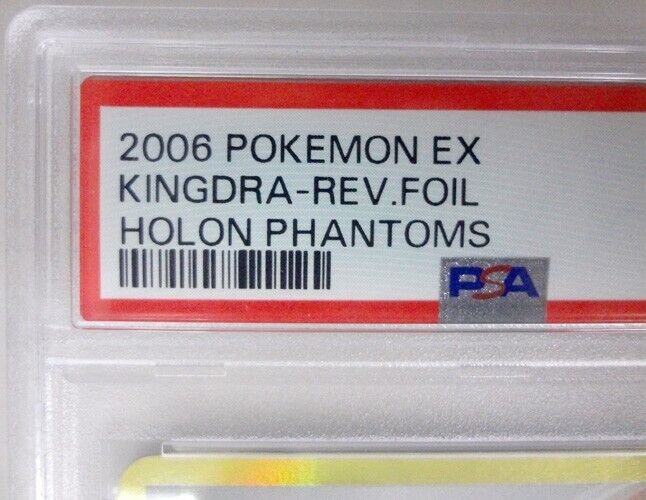 2006 POKEMON EX
KINGDRA-REV.FOIL
HOLON PHANTOMS
PSA